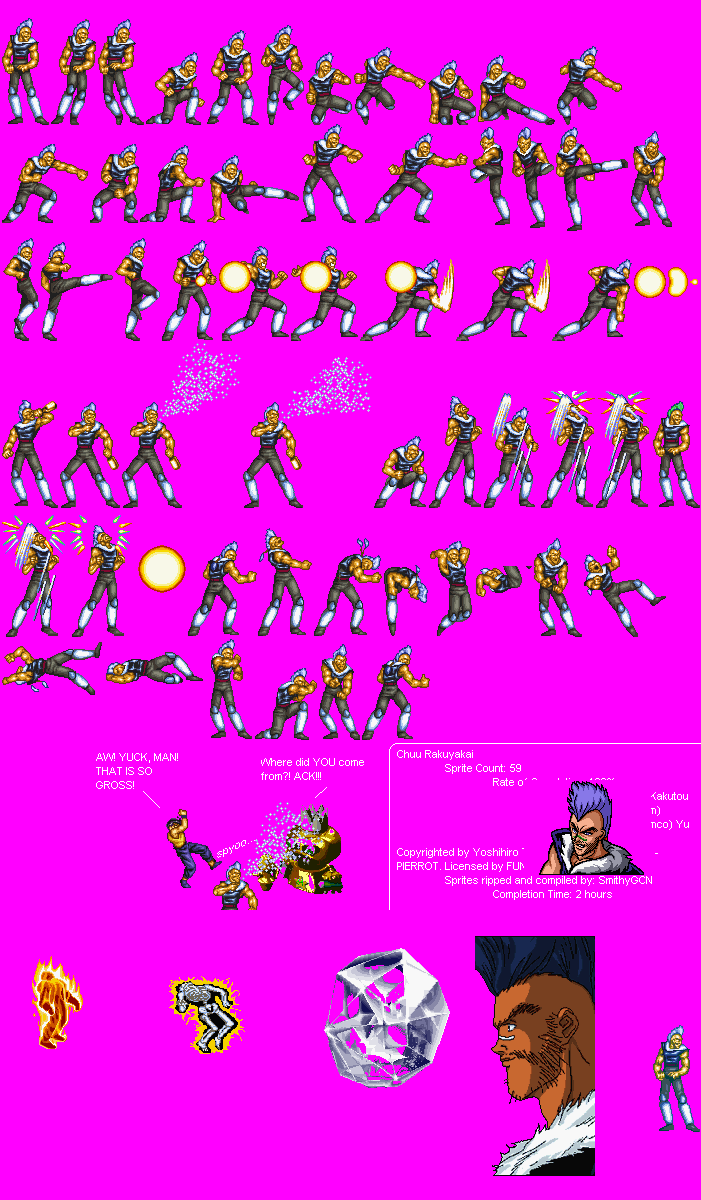 AW! YUCK, MAN!
THAT IS SO
GROSS!
Where did YOU come
from?! ACK!!!
spyoo...
Chuu Rakuyakai
Sprite Count: 59
Rate of
Kakutou
Yu
Copyrighted by Yoshihiro
PIERROT. Licensed by FUN
Sprites ripped and compiled by: SmithyGCN
Completion Time: 2 hours